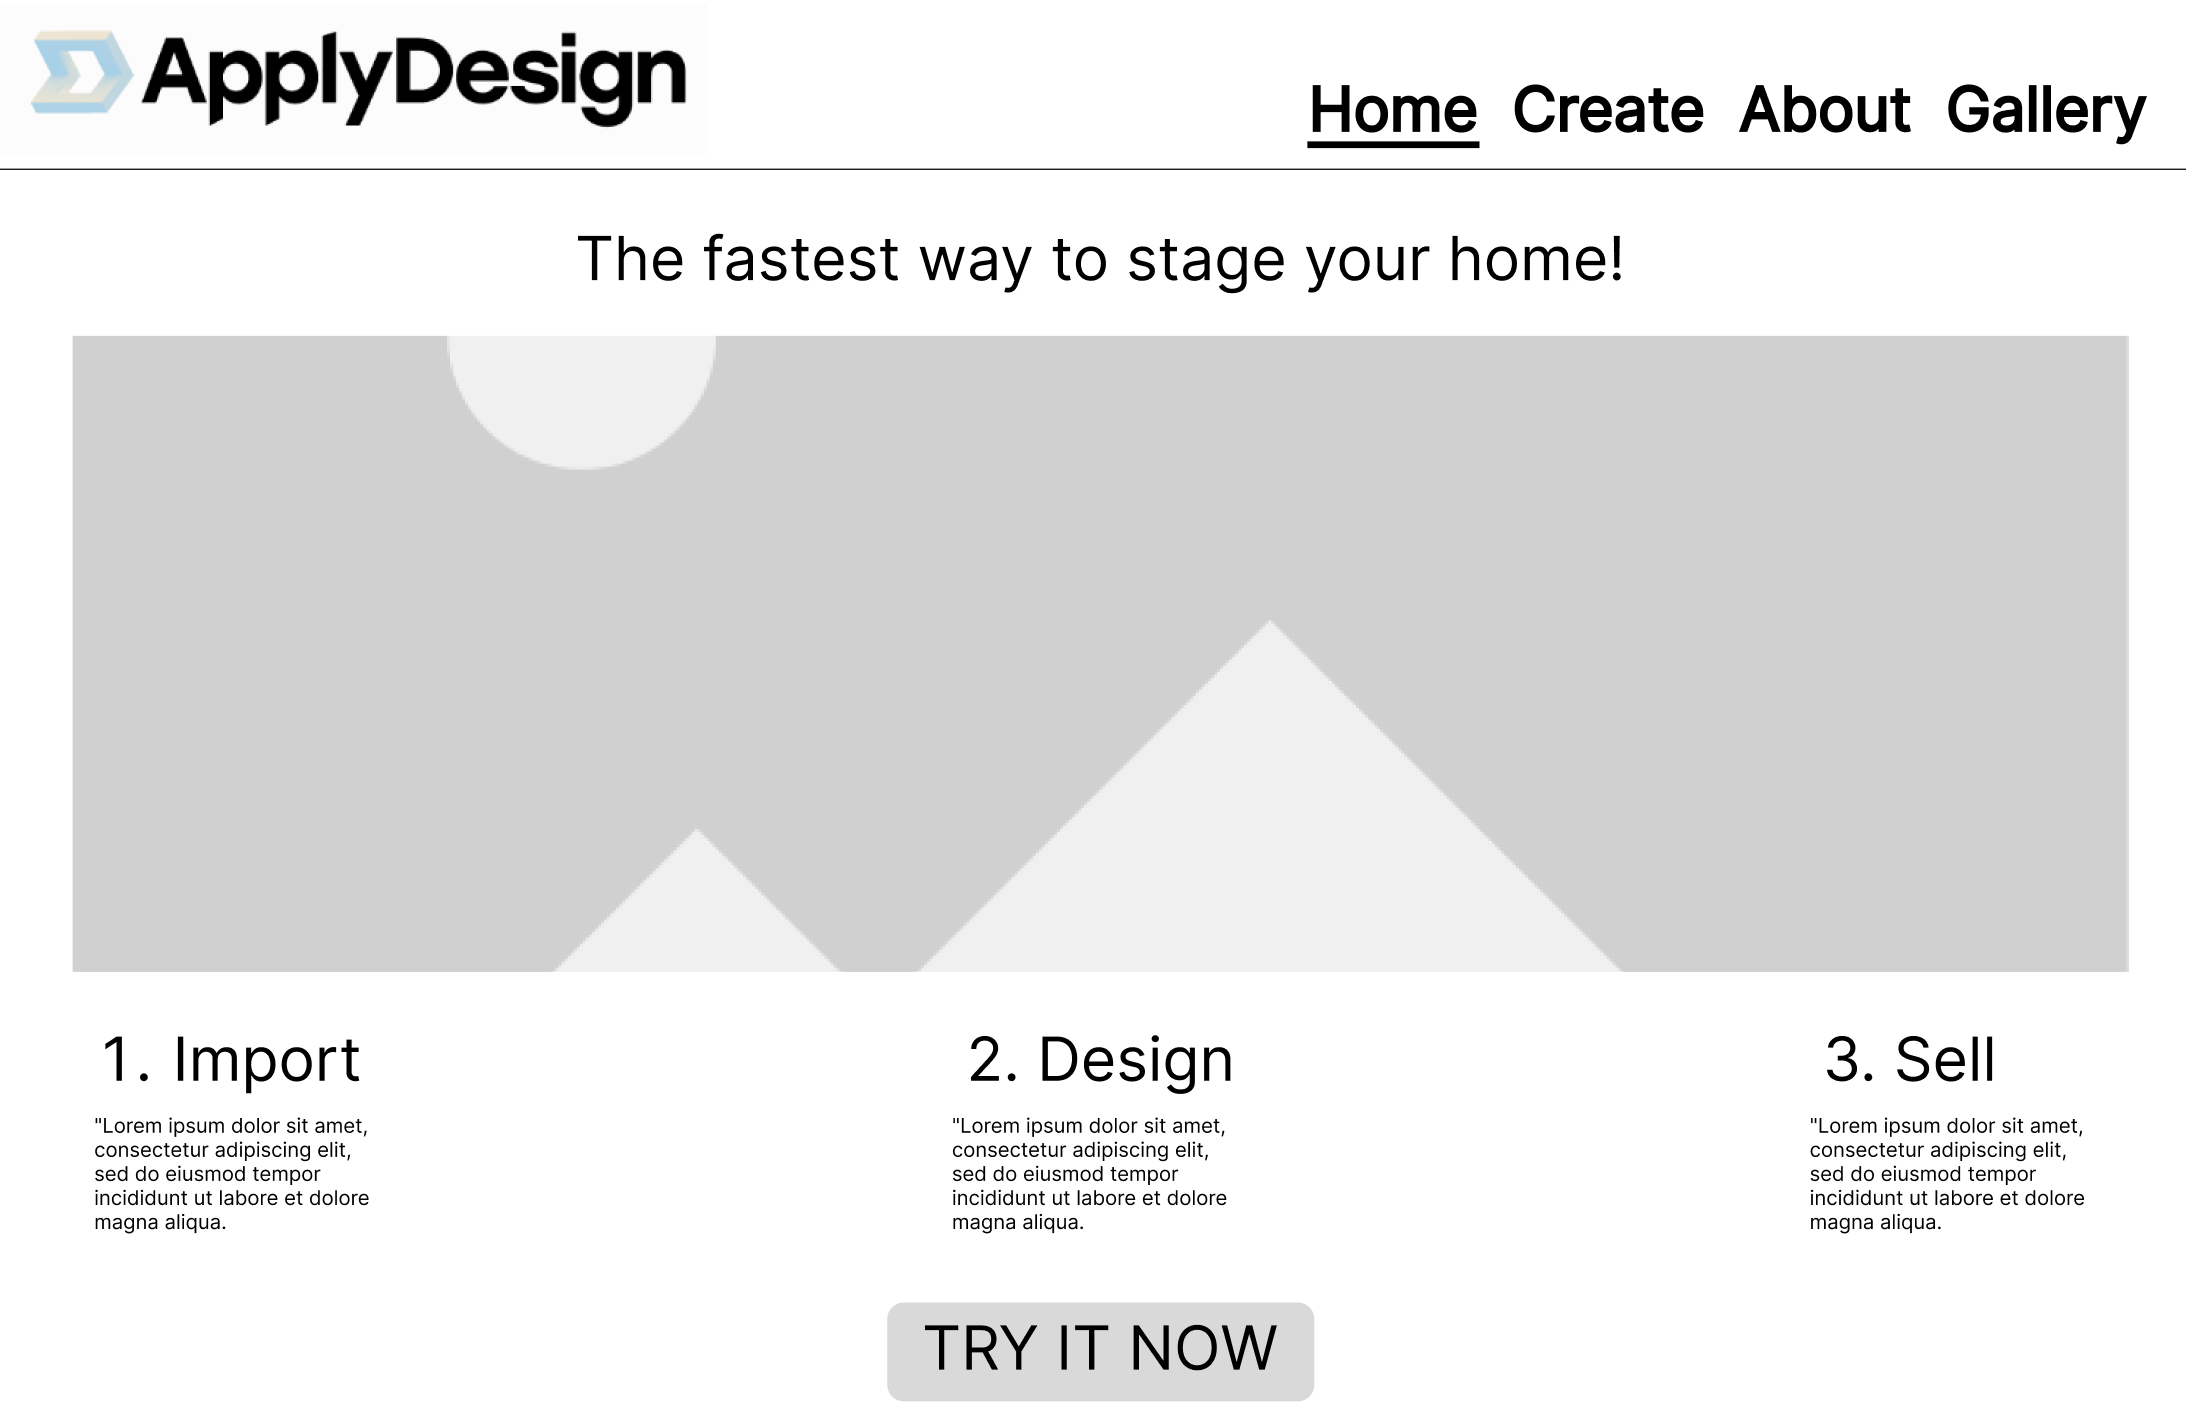 ApplyDesign
Home Create About Gallery
The fastest way to stage your home!
1. Import
"Lorem ipsum dolor sit amet,
consectetur adipiscing elit,
sed do eiusmod tempor
incididunt ut labore et dolore
magna aliqua.
2. Design
"Lorem ipsum dolor sit amet,
consectetur adipiscing elit,
sed do eiusmod tempor
incididunt ut labore et dolore
magna aliqua.
3. Sell
"Lorem ipsum dolor sit amet,
consectetur adipiscing elit,
sed do eiusmod tempor
incididunt ut labore et dolore
magna aliqua.
TRY IT NOW